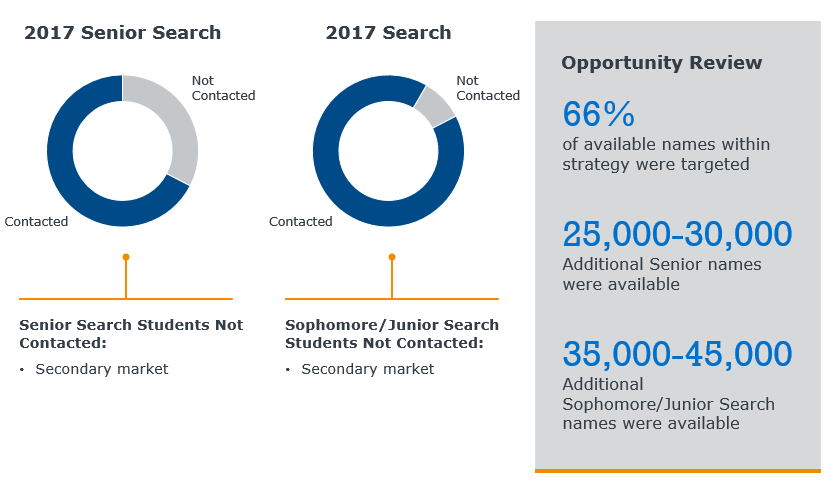 2017 Senior Search
Not
Contacted
Contacted
Senior Search Students Not
Contacted:
• Secondary market
2017 Search
Not
Contacted
Contacted
Sophomore/Junior Search
Students Not Contacted:
• Secondary market
Opportunity Review
66%
of available names within
strategy were targeted
25,000-30,000
Additional Senior names
were available
35,000-45,000
Additional
Sophomore/Junior Search
names were available